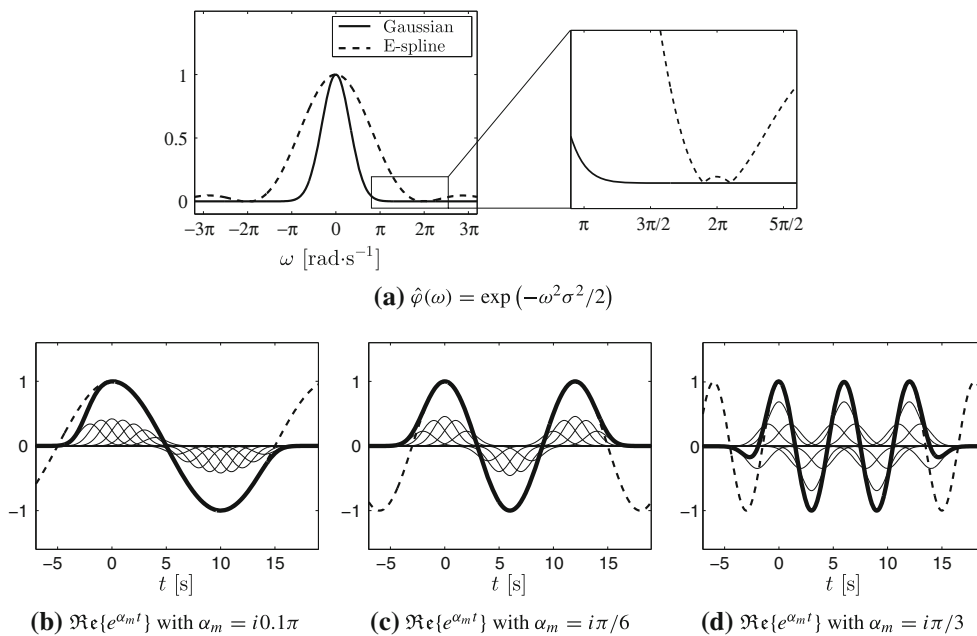 Gaussian
E-spline
1
0.5
0
−3π −2π −π 0 π 2π 3π
ω [rad·s⁻¹]
π 3π/2 2π 5π/2
(a) φ̂(ω) = exp (−ω²σ²/2)
1
0
−1
−5 0 5 10 15
t [s]
(b) ℜe{e^{α_m t}} with α_m = i0.1π
1
0
−1
−5 0 5 10 15
t [s]
(c) ℜe{e^{α_m t}} with α_m = iπ/6
1
0
−1
−5 0 5 10 15
t [s]
(d) ℜe{e^{α_m t}} with α_m = iπ/3